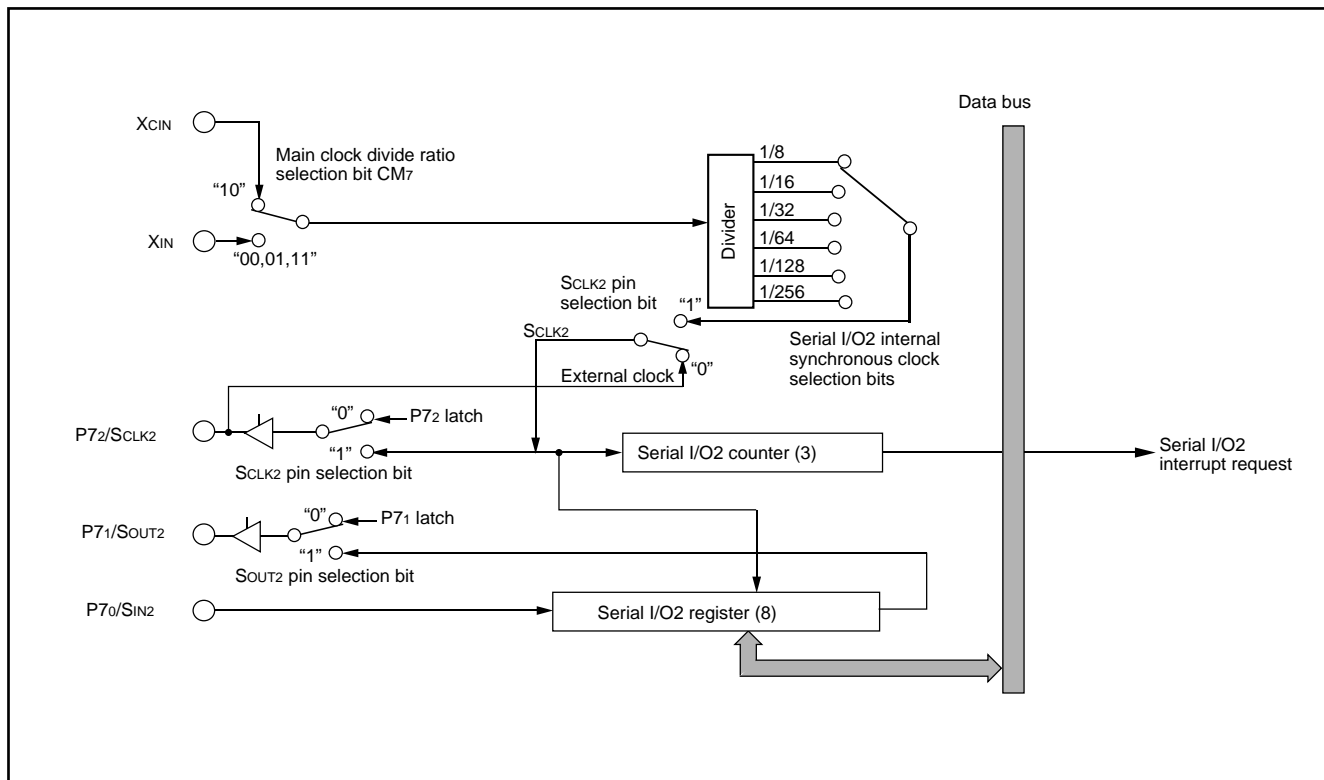 Data bus
XCIN
Main clock divide ratio
selection bit CM7
“10”
XIN
“00,01,11”
Divider
1/8
1/16
1/32
1/64
1/128
1/256
SCLK2 pin
selection bit
“1”
SCLK2
“0”
External clock
Serial I/O2 internal
synchronous clock
selection bits
P72/SCLK2
“0”
P72 latch
“1”
SCLK2 pin selection bit
Serial I/O2 counter (3)
Serial I/O2
interrupt request
P71/SOUT2
“0”
P71 latch
“1”
SOUT2 pin selection bit
P70/SIN2
Serial I/O2 register (8)